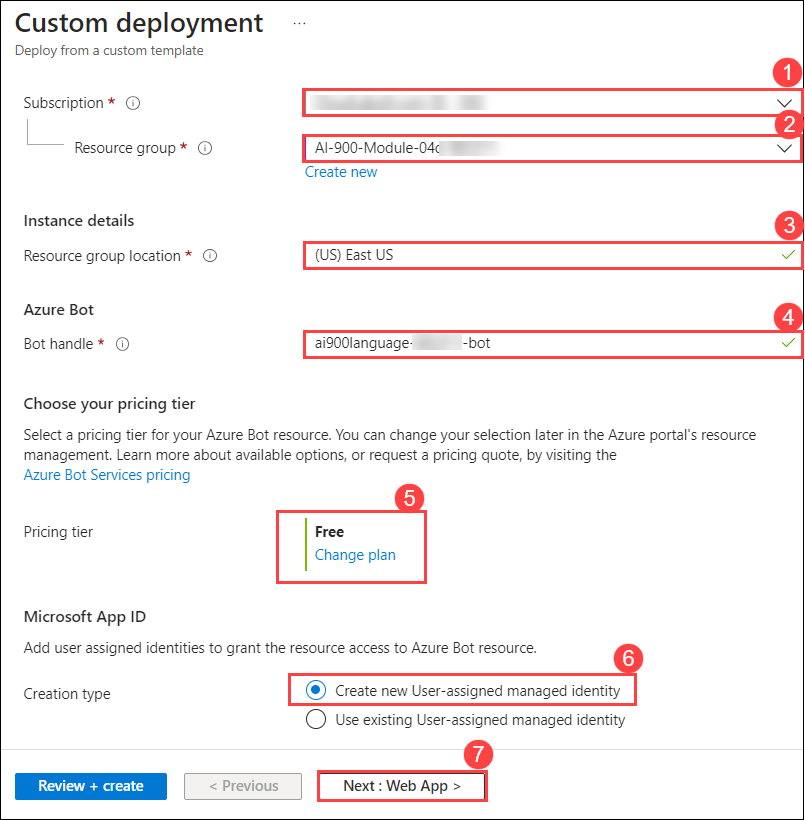 Custom deployment ...
Deploy from a custom template
1
Subscription *
2
Resource group * AI-900-Module-04
Create new
Instance details
3
Resource group location * (US) East US
Azure Bot
4
Bot handle * ai900language- -bot
Choose your pricing tier
Select a pricing tier for your Azure Bot resource. You can change your selection later in the Azure portal's resource
management. Learn more about available options, or request a pricing quote, by visiting the
Azure Bot Services pricing
5
Pricing tier Free
Change plan
Microsoft App ID
Add user assigned identities to grant the resource access to Azure Bot resource.
6
Creation type Create new User-assigned managed identity
Use existing User-assigned managed identity
7
Review + create < Previous Next : Web App >